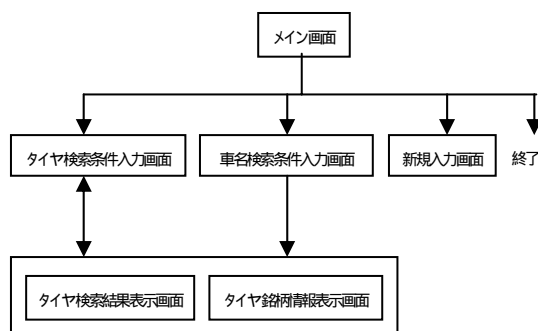 メイン画面
タイヤ検索条件入力画面
車名検索条件入力画面
新規入力画面
終了
タイヤ検索結果表示画面
タイヤ銘柄情報表示画面